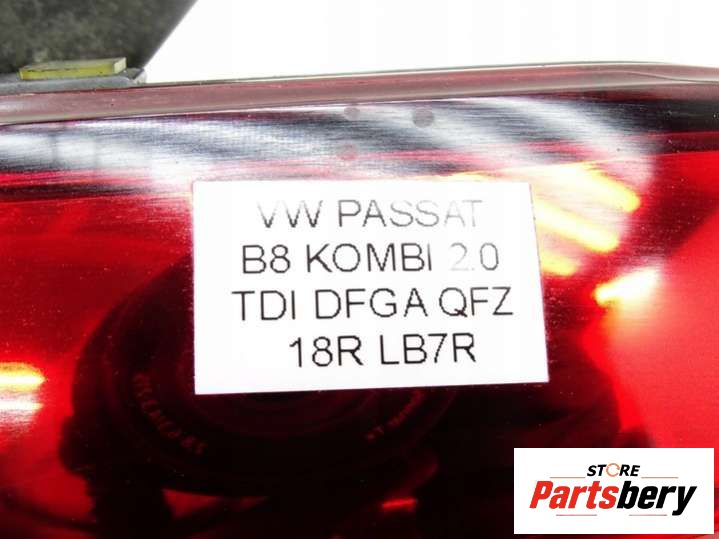 VW PASSAT
B8 KOMBI 2.0
TDI DFGA QFZ
18R LB7R
STORE
Partsbery